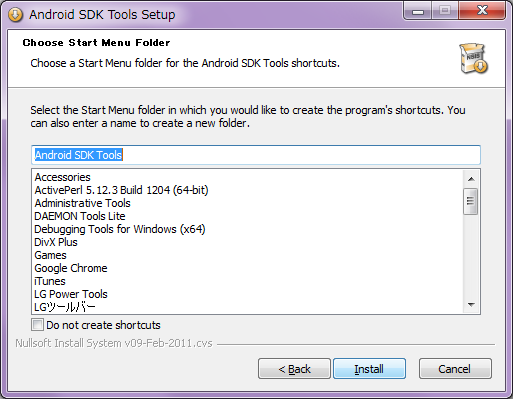 Android SDK Tools Setup
Choose Start Menu Folder
Choose a Start Menu folder for the Android SDK Tools shortcuts.
NSIS
Select the Start Menu folder in which you would like to create the program's shortcuts. You
can also enter a name to create a new folder.
Android SDK Tools
Accessories
ActivePerl 5.12.3 Build 1204 (64-bit)
Administrative Tools
DAEMON Tools Lite
Debugging Tools for Windows (x64)
DivX Plus
Games
Google Chrome
iTunes
LG Power Tools
LGツールバー
Do not create shortcuts
Nullsoft Install System v09-Feb-2011.cvs
< Back
Install
Cancel